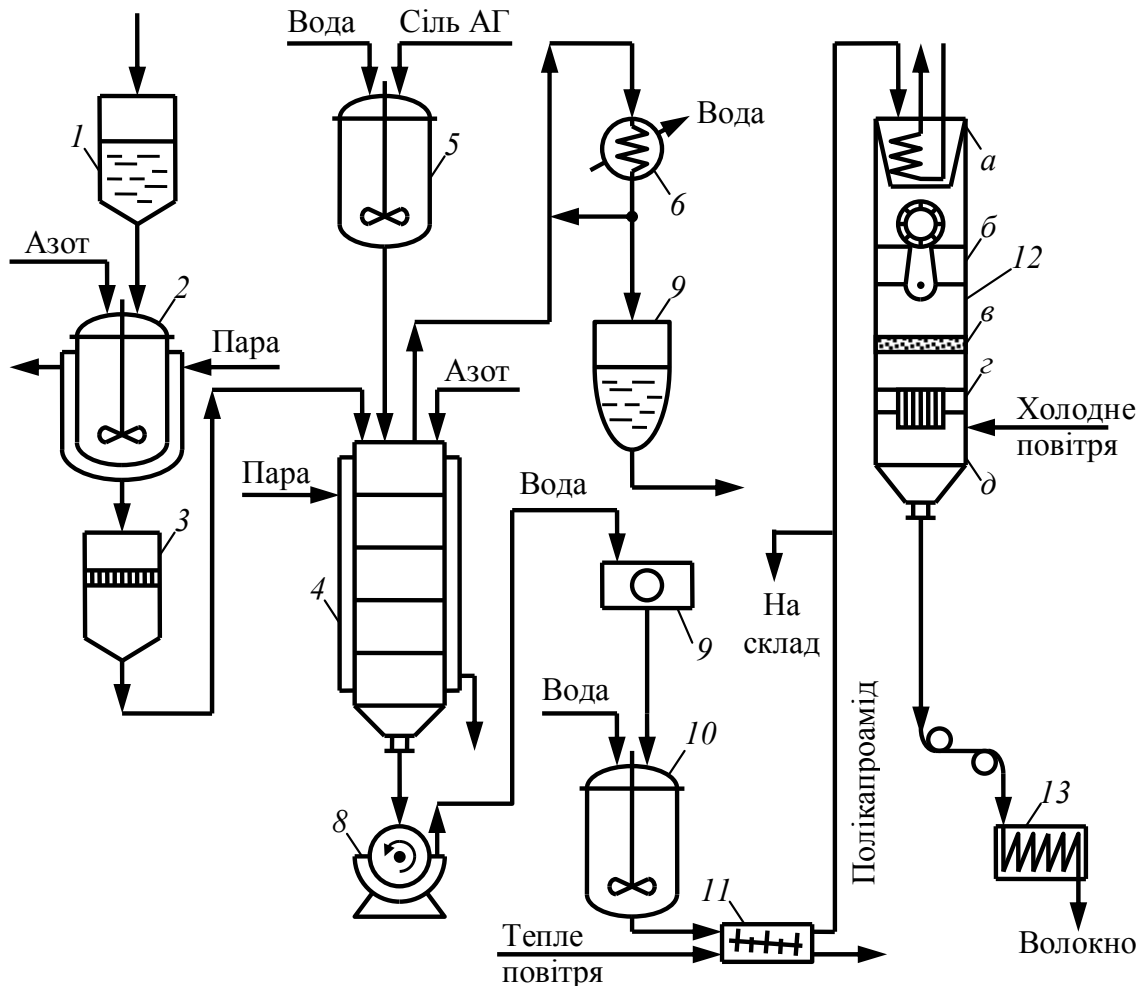 Вода
Сіль АГ
1
5
Вода
6
а
б
12
в
г
Холодне
повітря
д
Азот
2
Пара
9
Азот
Пара
Вода
3
4
9
На
склад
Вода
10
Полікапроамід
8
11
13
Тепле
повітря
Волокно